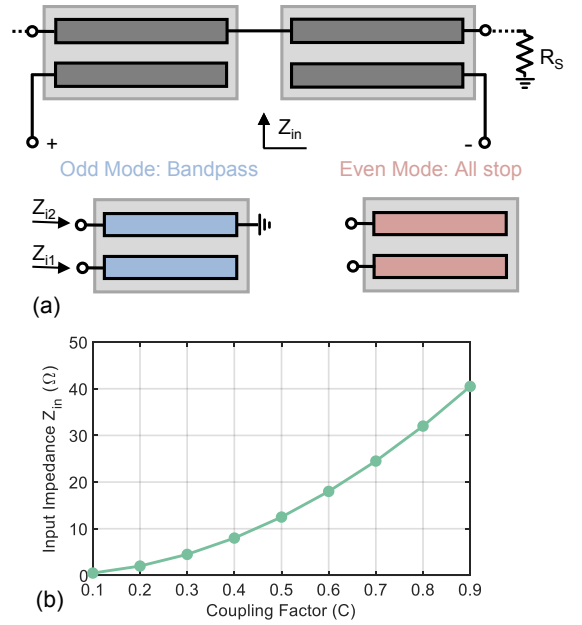 R_S
+
Z_in
-
Odd Mode: Bandpass
Even Mode: All stop
Z_i2
Z_i1
(a)
50
40
30
20
10
0
Input Impedance Z_in (Ω)
0.1 0.2 0.3 0.4 0.5 0.6 0.7 0.8 0.9
Coupling Factor (C)
(b)